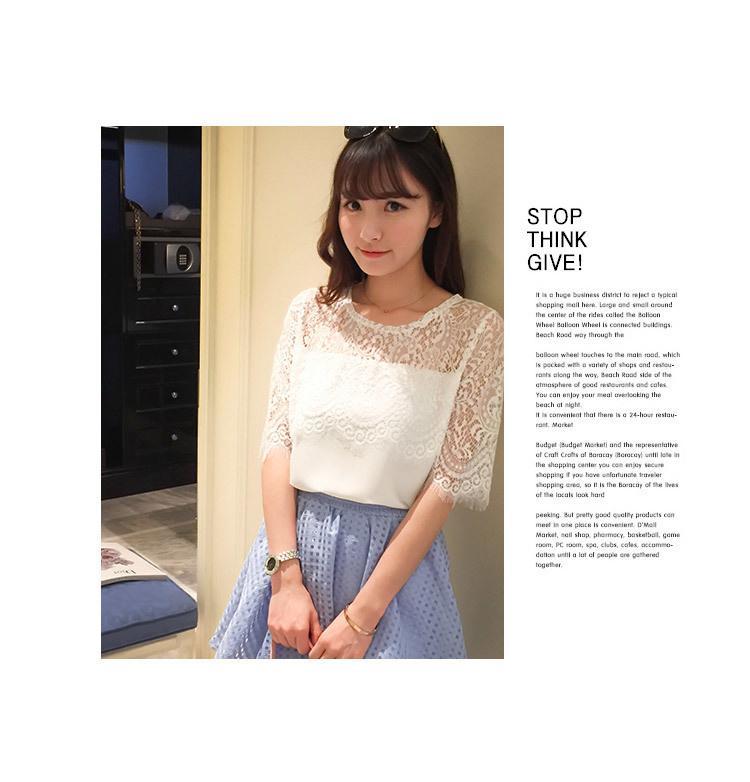 STOP
THINK
GIVE!
It is a huge business district to reject a typical
shopping mall here. Large and small around
the center of the rides called the Balloon
Wheel Balloon Wheel is connected buildings.
Beach Road way through the
balloon wheel touches to the main road, which
is packed with a variety of shops and restau-
rants along the way, Beach Road side of the
atmosphere of good restaurants and cafes.
You can enjoy your meal overlooking the
beach at night.
It is convenient that there is a 24-hour restau-
rant. Market
Budget (Budget Market) and the representative
of Craft Crafts of Baracay (Boracay) until late in
the shopping center you can enjoy secure
shopping if you have unfortunate traveler
shopping area, so it is the Boracay of the lives
of the locals look hard
peeking. But pretty good quality products can
meet in one place is convenient. D'Mall
Market, nail shop, pharmacy, basketball, game
room, PC room, spa, clubs, cafes, accommo-
dation until a lot of people are gathered
together.
Dior